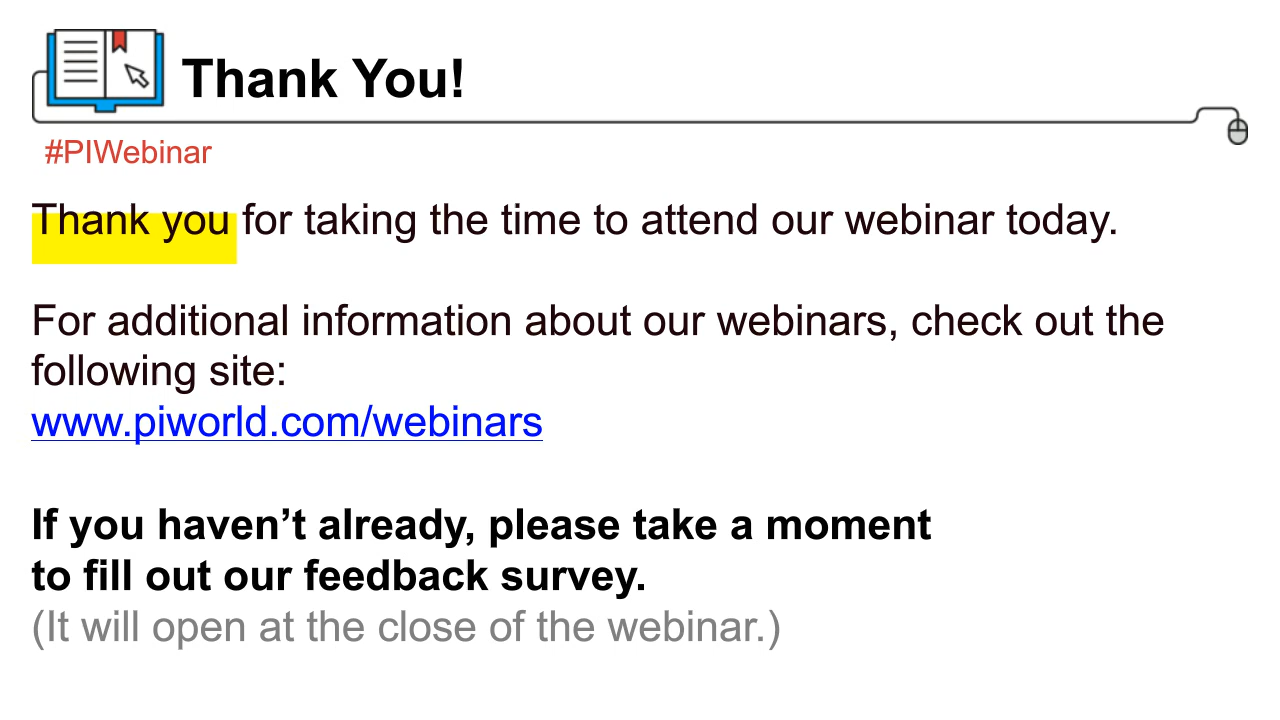 Thank You!
#PIWebinar
Thank you for taking the time to attend our webinar today.
For additional information about our webinars, check out the
following site:
www.piworld.com/webinars
If you haven’t already, please take a moment
to fill out our feedback survey.
(It will open at the close of the webinar.)